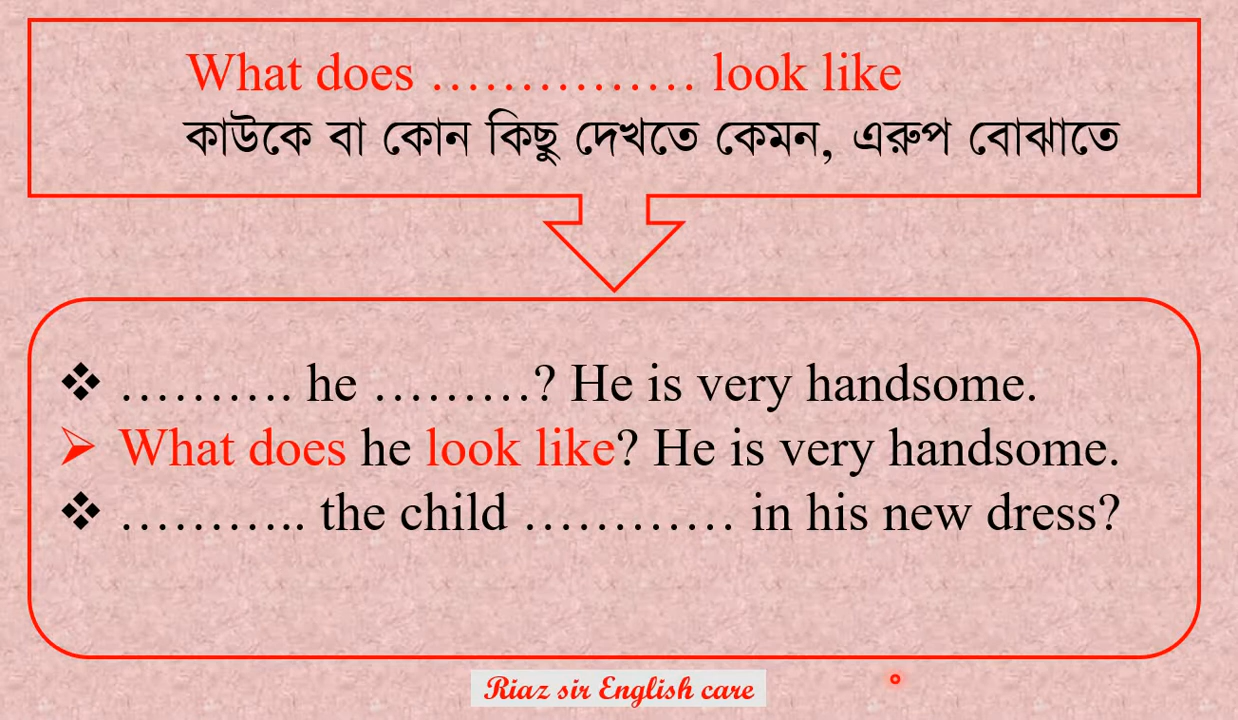 What does …………… look like
কাউকে বা কোন কিছু দেখতে কেমন, এরুপ বোঝাতে
❖ ………. he ………? He is very handsome.
➢ What does he look like? He is very handsome.
❖ ……….. the child ………… in his new dress?
Riaz sir English care